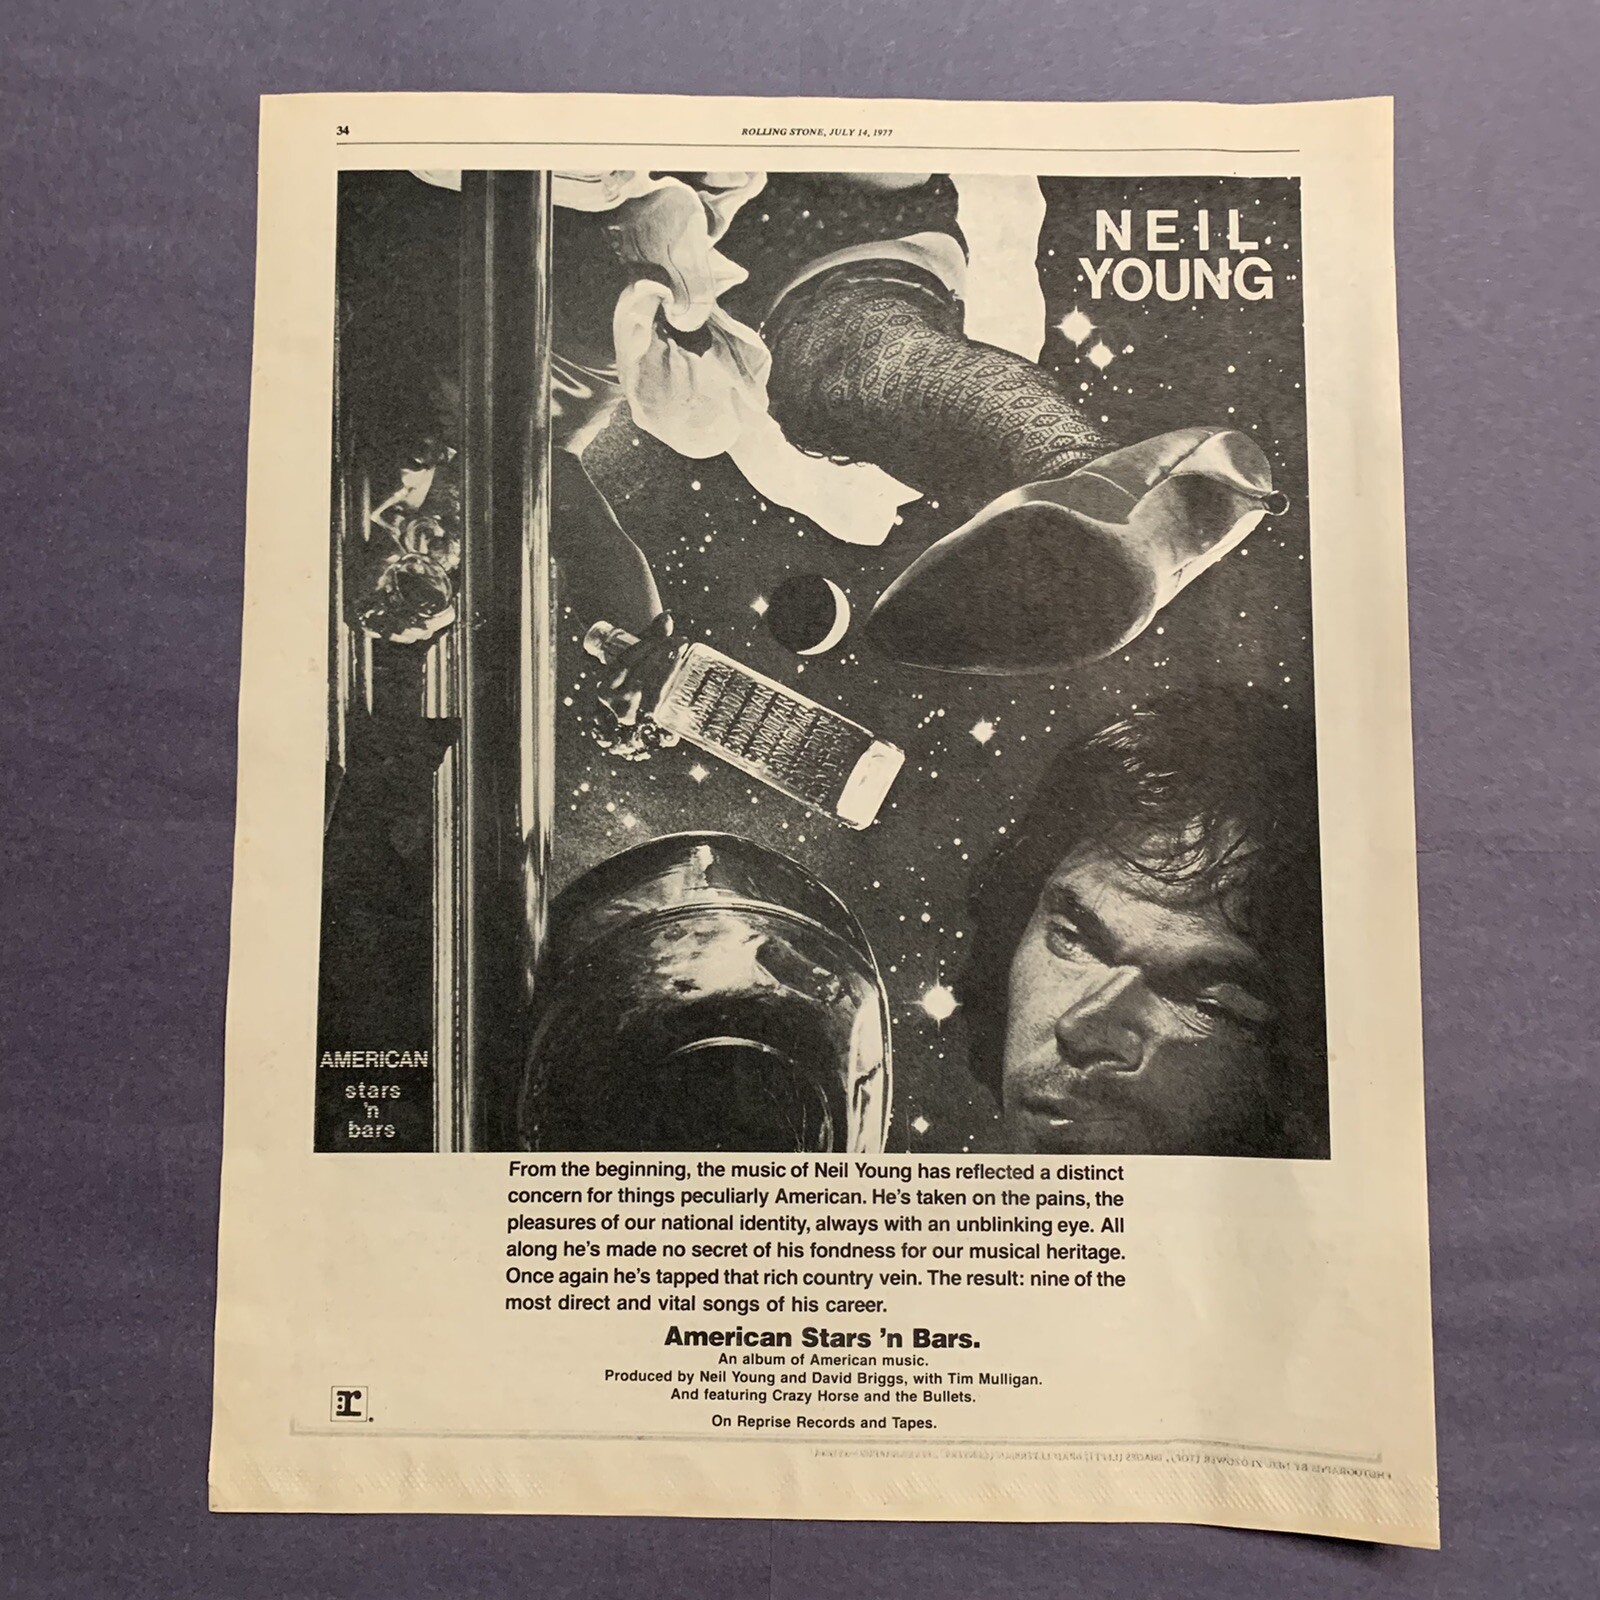 34
ROLLING STONE, JULY 14, 1977
NEIL
YOUNG
AMERICAN
stars
'n
bars
From the beginning, the music of Neil Young has reflected a distinct
concern for things peculiarly American. He's taken on the pains, the
pleasures of our national identity, always with an unblinking eye. All
along he's made no secret of his fondness for our musical heritage.
Once again he's tapped that rich country vein. The result: nine of the
most direct and vital songs of his career.
American Stars 'n Bars.
An album of American music.
Produced by Neil Young and David Briggs, with Tim Mulligan.
And featuring Crazy Horse and the Bullets.
r
On Reprise Records and Tapes.